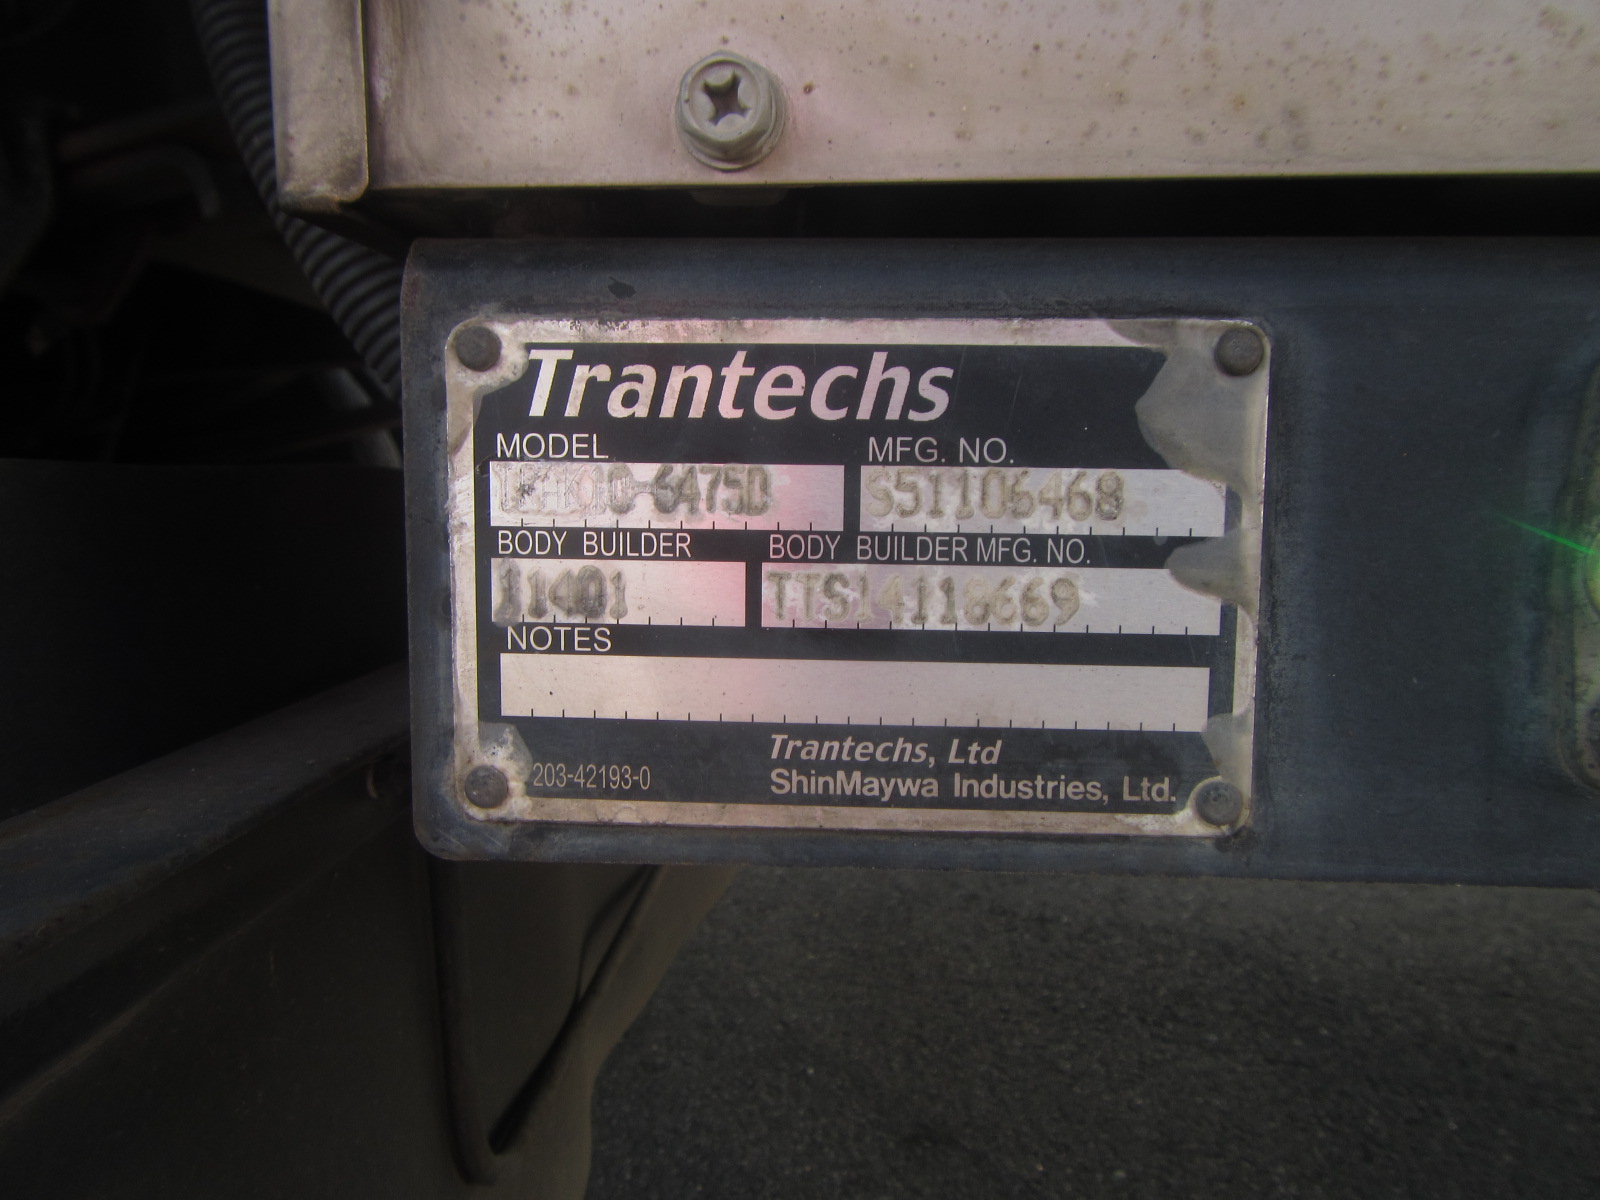 Trantechs
MODEL MFG. NO.
S51106468
BODY BUILDER BODY BUILDER MFG. NO.
11401 TTS14118669
NOTES
203-42193-0
Trantechs, Ltd
ShinMaywa Industries, Ltd.